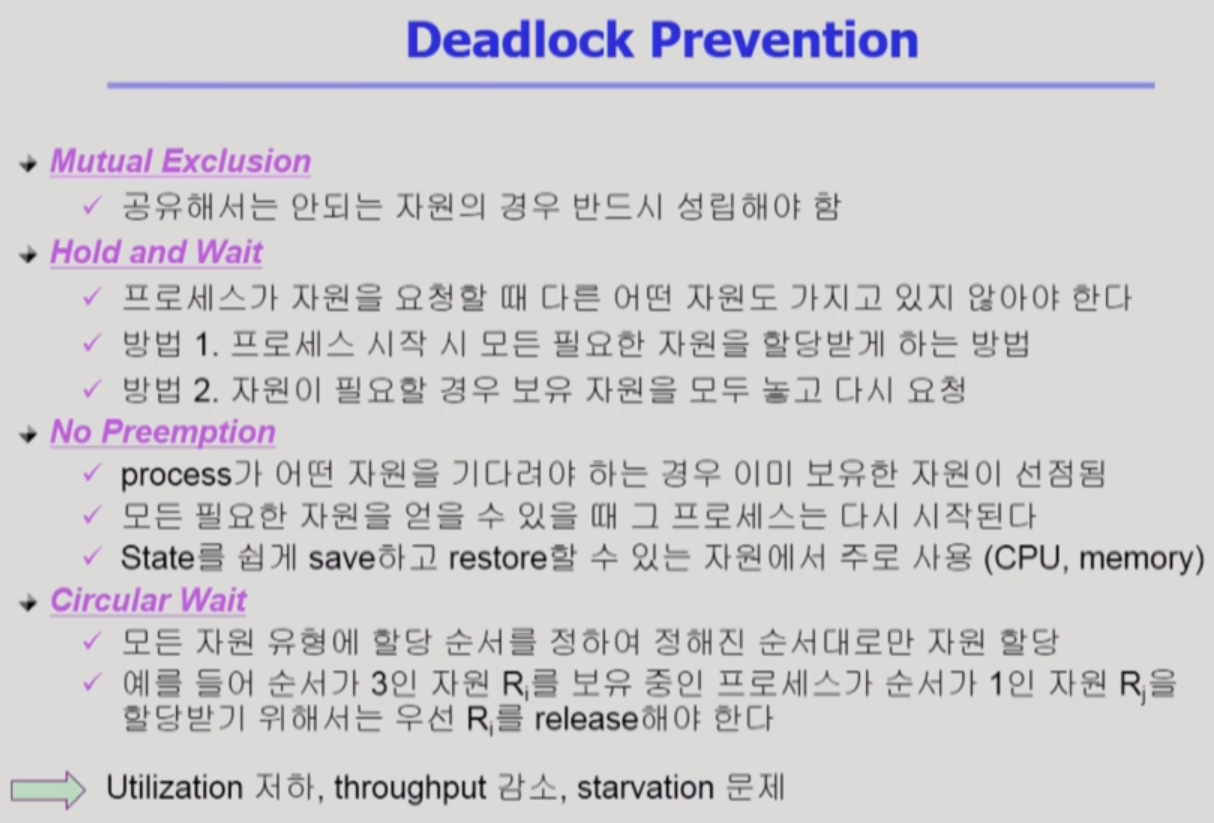 Deadlock Prevention
Mutual Exclusion
공유해서는 안되는 자원의 경우 반드시 성립해야 함
Hold and Wait
프로세스가 자원을 요청할 때 다른 어떤 자원도 가지고 있지 않아야 한다
방법 1. 프로세스 시작 시 모든 필요한 자원을 할당받게 하는 방법
방법 2. 자원이 필요할 경우 보유 자원을 모두 놓고 다시 요청
No Preemption
process가 어떤 자원을 기다려야 하는 경우 이미 보유한 자원이 선점됨
모든 필요한 자원을 얻을 수 있을 때 그 프로세스는 다시 시작된다
State를 쉽게 save하고 restore할 수 있는 자원에서 주로 사용 (CPU, memory)
Circular Wait
모든 자원 유형에 할당 순서를 정하여 정해진 순서대로만 자원 할당
예를 들어 순서가 3인 자원 Ri를 보유 중인 프로세스가 순서가 1인 자원 Rj을
할당받기 위해서는 우선 Ri를 release해야 한다
Utilization 저하, throughput 감소, starvation 문제